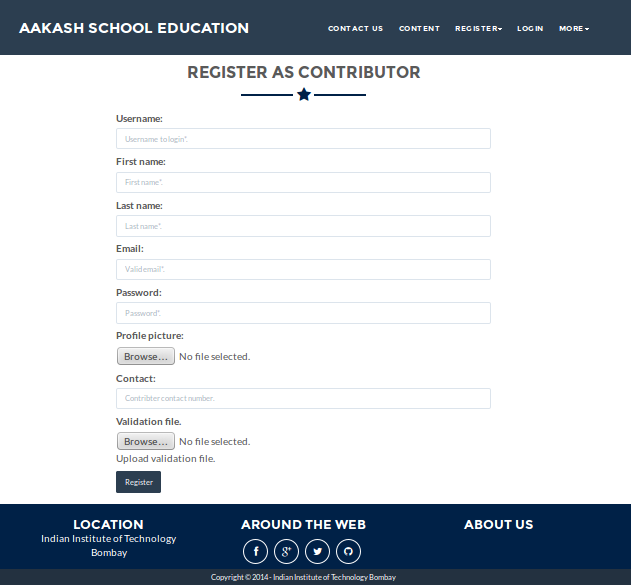 AAKASH SCHOOL EDUCATION
CONTACT US CONTENT REGISTER LOGIN MORE
REGISTER AS CONTRIBUTOR
Username:
Username to login*.
First name:
First name*.
Last name:
Last name*.
Email:
Valid email*.
Password:
Password*.
Profile picture:
Browse... No file selected.
Contact:
Contribter contact number.
Validation file.
Browse... No file selected.
Upload validation file.
Register
LOCATION
Indian Institute of Technology
Bombay
AROUND THE WEB
f g+
ABOUT US
Copyright © 2014 - Indian Institute of Technology Bombay